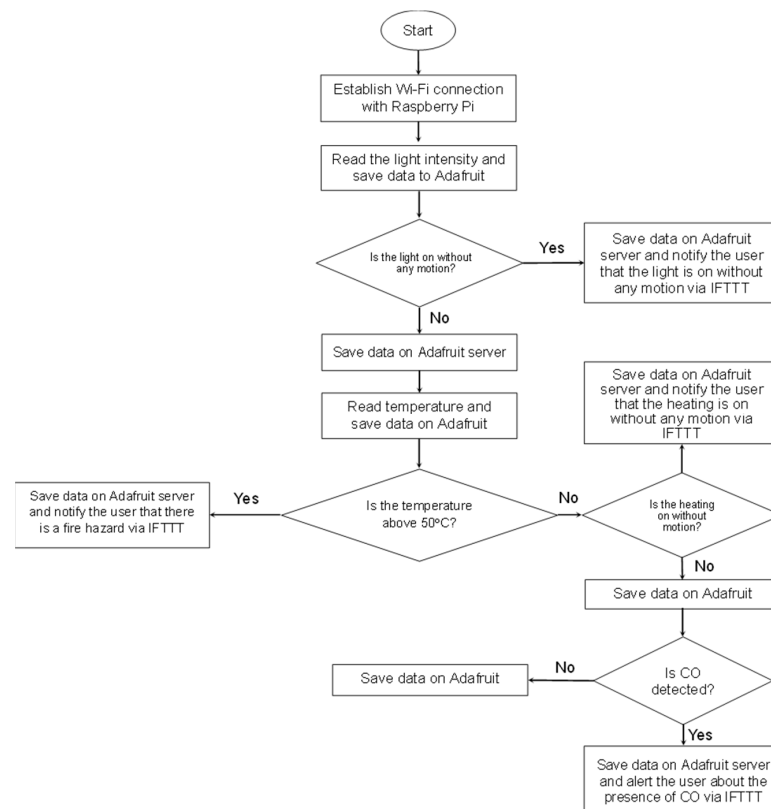 Start
Establish Wi-Fi connection
with Raspberry Pi
Read the light intensity and
save data to Adafruit
Is the light on without
any motion?
Yes
Save data on Adafruit
server and notify the user
that the light is on without
any motion via IFTTT
No
Save data on Adafruit server
Read temperature and
save data on Adafruit
Save data on Adafruit
server and notify the user
that the heating is on
without any motion via
IFTTT
Is the temperature
above 50°C?
Yes
Save data on Adafruit server
and notify the user that there
is a fire hazard via IFTTT
No
Is the heating
on without
motion?
No
Save data on Adafruit
Is CO
detected?
No
Save data on Adafruit
Yes
Save data on Adafruit server
and alert the user about the
presence of CO via IFTTT